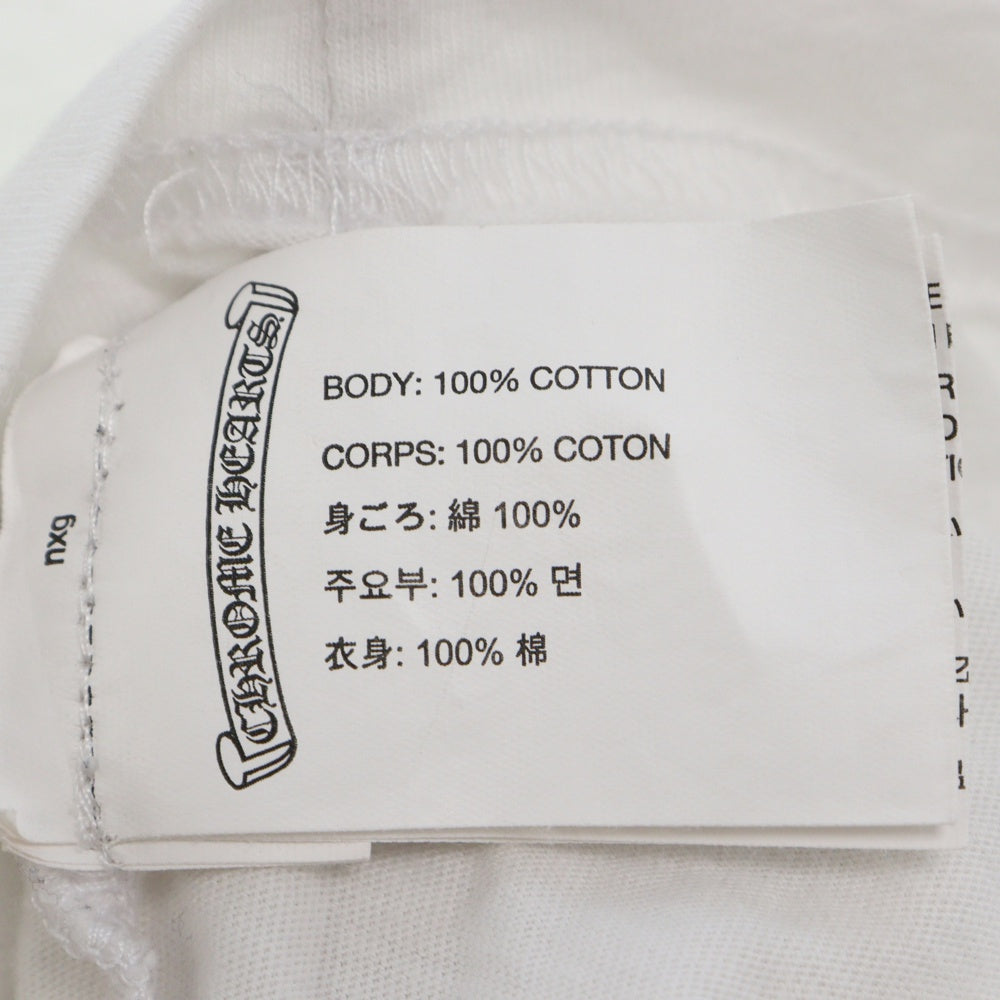 CHROME HEARTS
BODY: 100% COTTON
CORPS: 100% COTON
身ごろ: 綿 100%
주요부: 100% 면
衣身: 100% 棉
nxg